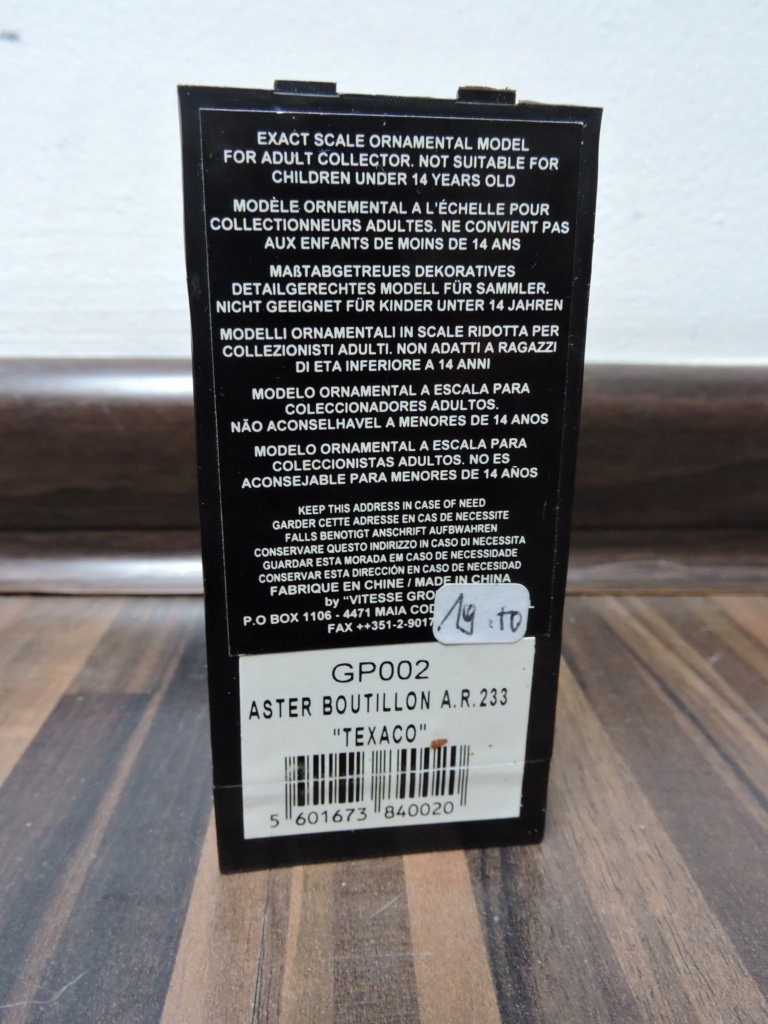 EXACT SCALE ORNAMENTAL MODEL
FOR ADULT COLLECTOR. NOT SUITABLE FOR
CHILDREN UNDER 14 YEARS OLD
MODÈLE ORNEMENTAL A L'ÉCHELLE POUR
COLLECTIONNEURS ADULTES. NE CONVIENT PAS
AUX ENFANTS DE MOINS DE 14 ANS
MAßTABGETREUES DEKORATIVES
DETAILGERECHTES MODELL FÜR SAMMLER.
NICHT GEEIGNET FÜR KINDER UNTER 14 JAHREN
MODELLI ORNAMENTALI IN SCALE RIDOTTA PER
COLLEZIONISTI ADULTI. NON ADATTI A RAGAZZI
DI ETA INFERIORE A 14 ANNI
MODELO ORNAMENTAL A ESCALA PARA
COLECCIONADORES ADULTOS.
NÃO ACONSELHAVEL A MENORES DE 14 ANOS
MODELO ORNAMENTAL A ESCALA PARA
COLECCIONISTAS ADULTOS. NO ES
ACONSEJABLE PARA MENORES DE 14 AÑOS
KEEP THIS ADDRESS IN CASE OF NEED
GARDER CETTE ADRESSE EN CAS DE NECESSITE
FALLS BENOTIGT ANSCHRIFT AUFBWAHREN
CONSERVARE QUESTO INDIRIZZO IN CASO DI NECESSITA
GUARDAR ESTA MORADA EM CASO DE NECESSIDADE
CONSERVAR ESTA DIRECCIÓN EN CASO DE NECESIDAD
FABRIQUE EN CHINE / MADE IN CHINA
by "VITESSE
P.O BOX 1106 - 4471 MAIA
FAX ++351-2-9017
GP002
ASTER BOUTILLON A.R.233
"TEXACO"
5 601673 840020